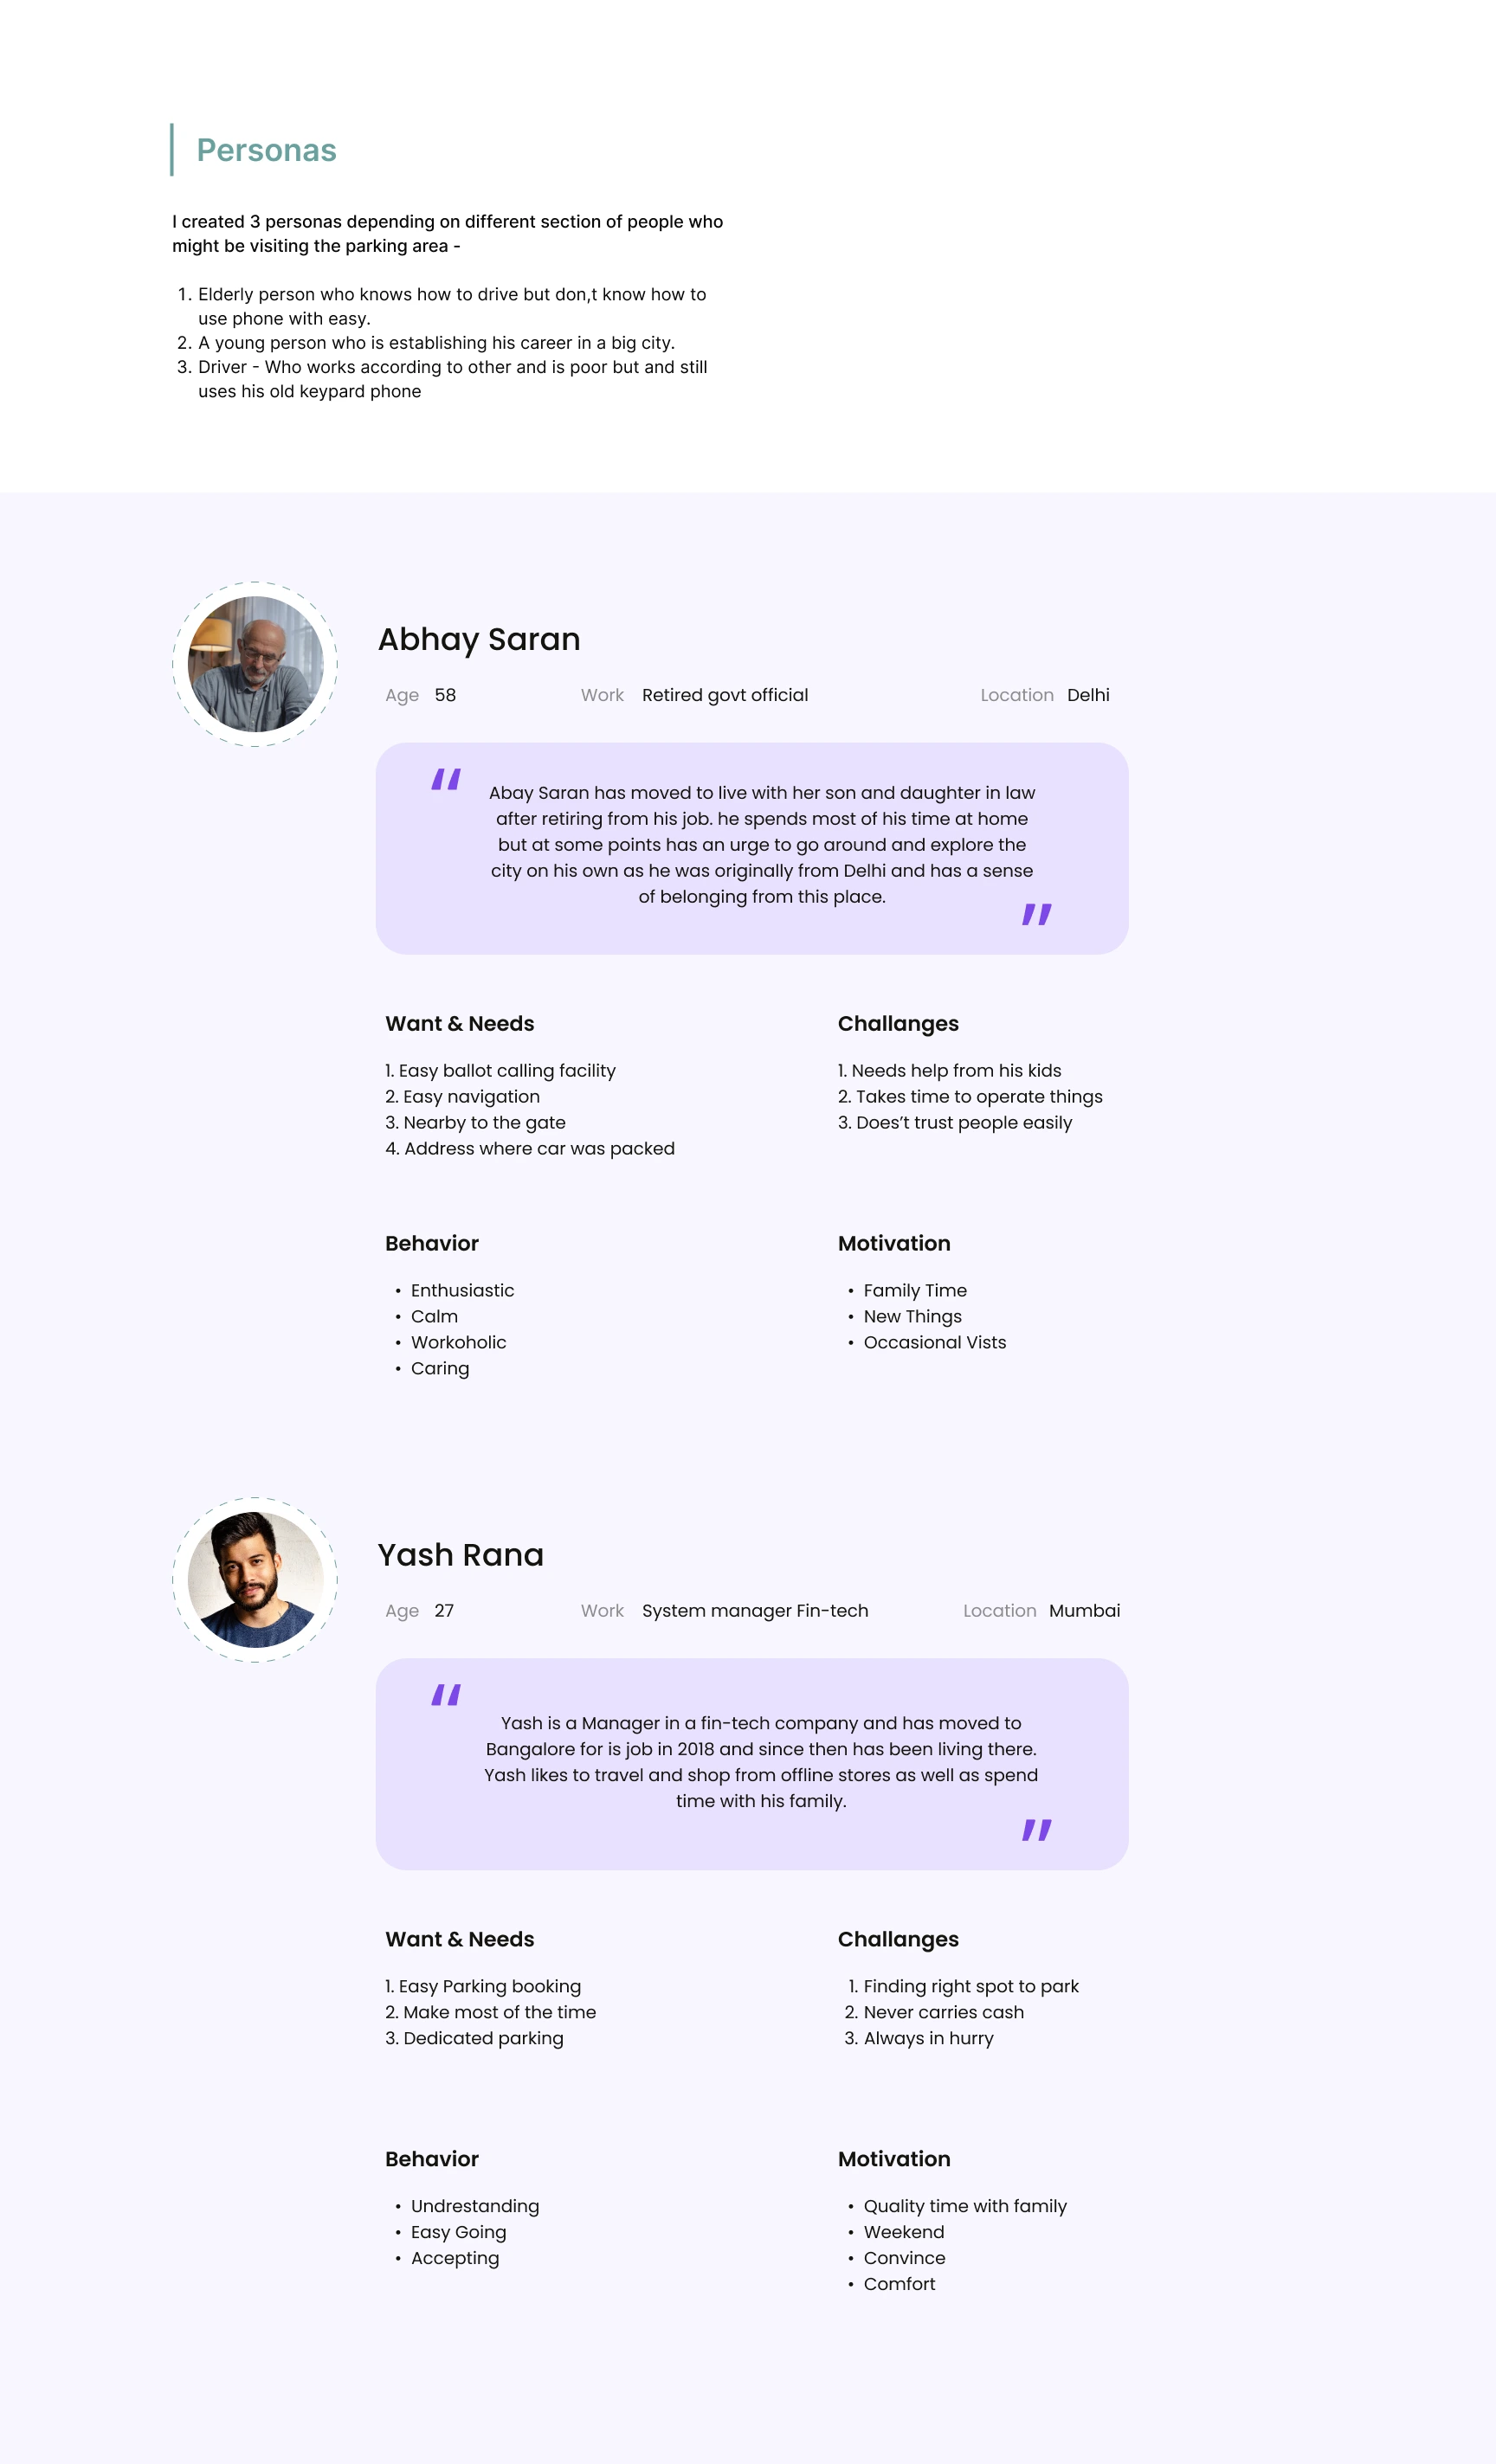 Personas
I created 3 personas depending on different section of people who
might be visiting the parking area -
1. Elderly person who knows how to drive but don,t know how to
use phone with easy.
2. A young person who is establishing his career in a big city.
3. Driver - Who works according to other and is poor but and still
uses his old keypard phone
Abhay Saran
Age 58 Work Retired govt official Location Delhi
“
Abay Saran has moved to live with her son and daughter in law
after retiring from his job. he spends most of his time at home
but at some points has an urge to go around and explore the
city on his own as he was originally from Delhi and has a sense
of belonging from this place.
”
Want & Needs
1. Easy ballot calling facility
2. Easy navigation
3. Nearby to the gate
4. Address where car was packed
Challanges
1. Needs help from his kids
2. Takes time to operate things
3. Does’t trust people easily
Behavior
• Enthusiastic
• Calm
• Workoholic
• Caring
Motivation
• Family Time
• New Things
• Occasional Vists
Yash Rana
Age 27 Work System manager Fin-tech Location Mumbai
“
Yash is a Manager in a fin-tech company and has moved to
Bangalore for is job in 2018 and since then has been living there.
Yash likes to travel and shop from offline stores as well as spend
time with his family.
”
Want & Needs
1. Easy Parking booking
2. Make most of the time
3. Dedicated parking
Challanges
1. Finding right spot to park
2. Never carries cash
3. Always in hurry
Behavior
• Undrestanding
• Easy Going
• Accepting
Motivation
• Quality time with family
• Weekend
• Convince
• Comfort